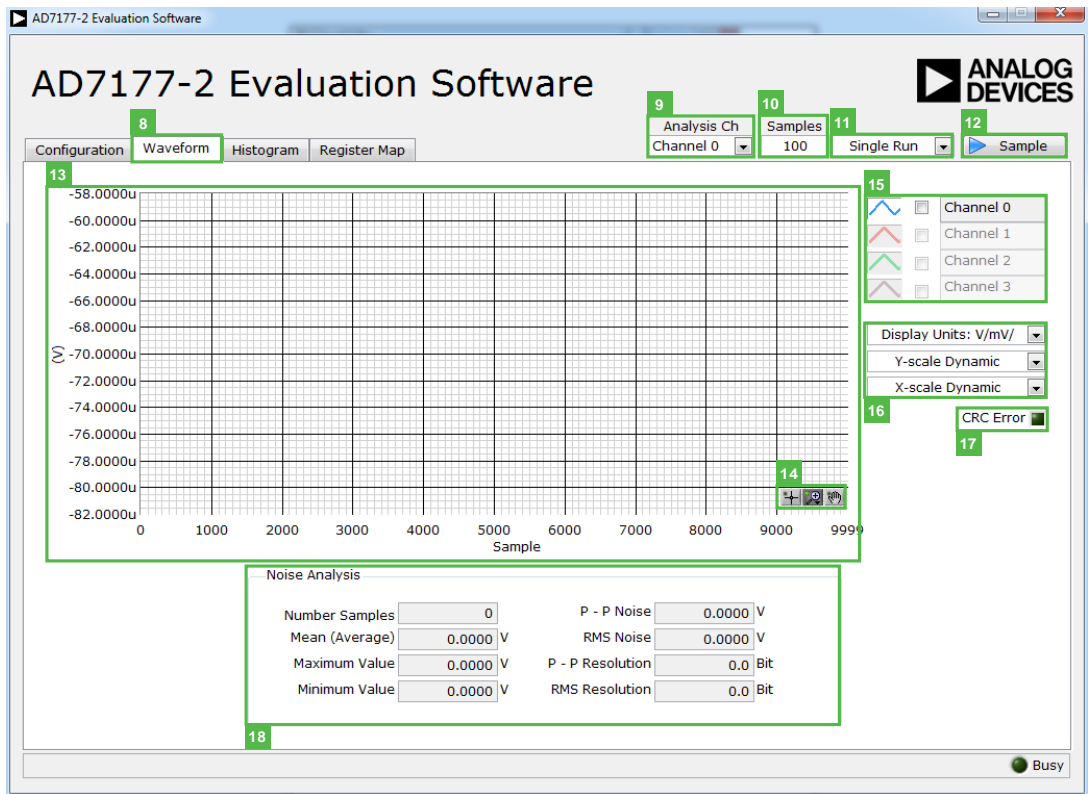 AD7177-2 Evaluation Software
AD7177-2 Evaluation Software
ANALOG
DEVICES
8
9
10
11
12
Analysis Ch
Samples
Configuration
Waveform
Histogram
Register Map
Channel 0
100
Single Run
Sample
13
-58.0000u
-60.0000u
-62.0000u
-64.0000u
-66.0000u
-68.0000u
-70.0000u
-72.0000u
-74.0000u
-76.0000u
-78.0000u
-80.0000u
-82.0000u
(V)
0 1000 2000 3000 4000 5000 6000 7000 8000 9000 9999
Sample
14
15
Channel 0
Channel 1
Channel 2
Channel 3
Display Units: V/mV/
Y-scale Dynamic
X-scale Dynamic
16
CRC Error
17
Noise Analysis
Number Samples 0
Mean (Average) 0.0000 V
Maximum Value 0.0000 V
Minimum Value 0.0000 V
P - P Noise 0.0000 V
RMS Noise 0.0000 V
P - P Resolution 0.0 Bit
RMS Resolution 0.0 Bit
18
Busy